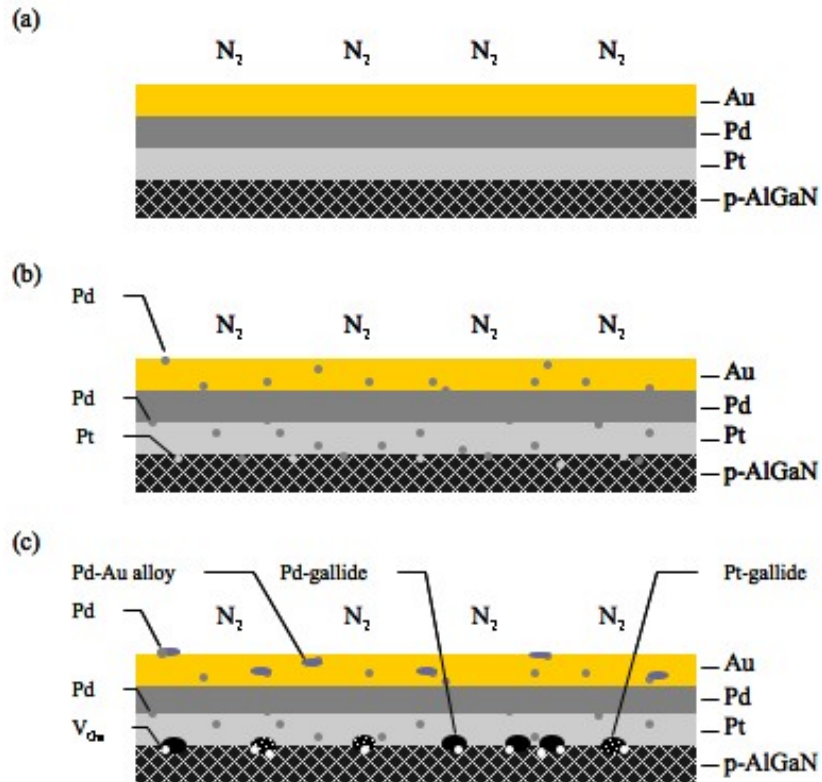 (a)
N₂ N₂ N₂ N₂
Au
Pd
Pt
p-AlGaN
(b)
Pd
N₂ N₂ N₂ N₂
Au
Pd
Pd
Pt
Pt
p-AlGaN
(c)
Pd-Au alloy Pd-gallide Pt-gallide
Pd
N₂ N₂ N₂ N₂
Au
Pd
Pd
V_Ga
Pt
p-AlGaN